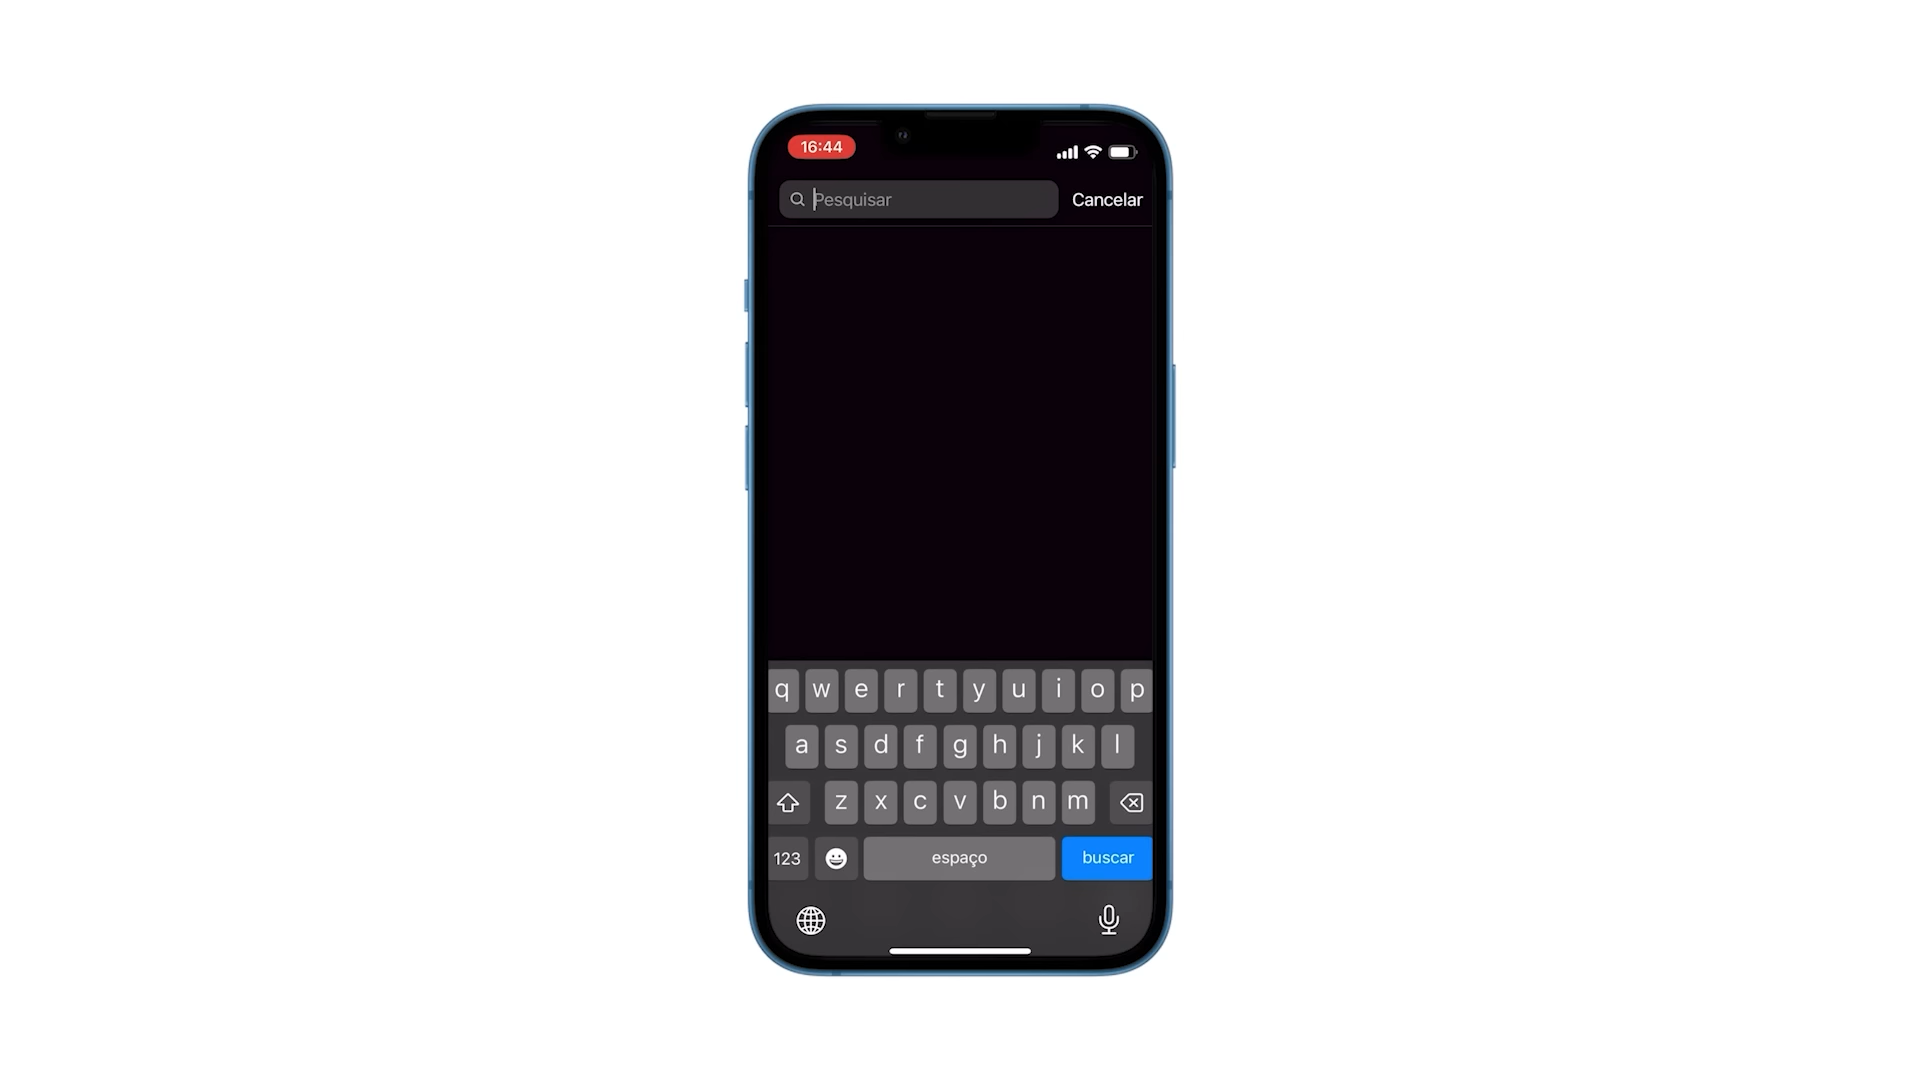 16:44
Pesquisar Cancelar
q w e r t y u i o p
a s d f g h j k l
z x c v b n m
123 espaço buscar